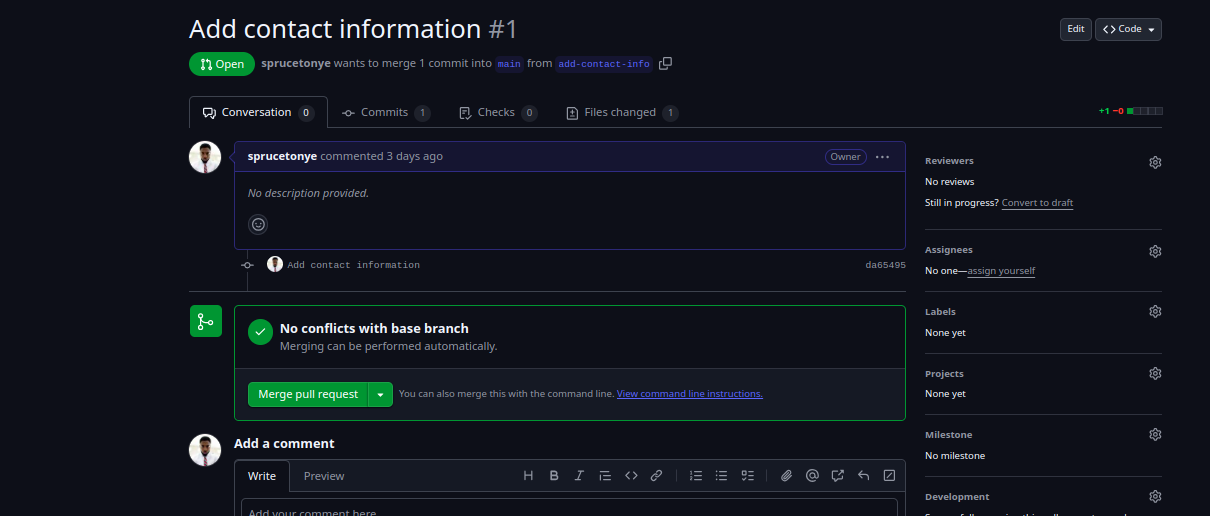 Add contact information #1
Edit
Code
Open
sprucetonye wants to merge 1 commit into main from add-contact-info
Conversation 0
Commits 1
Checks 0
Files changed 1
+1 −0
sprucetonye commented 3 days ago
Owner
No description provided.
Add contact information
da65495
No conflicts with base branch
Merging can be performed automatically.
Merge pull request
You can also merge this with the command line. View command line instructions.
Add a comment
Write
Preview
H B I
Add your comment here
Reviewers
No reviews
Still in progress? Convert to draft
Assignees
No one—assign yourself
Labels
None yet
Projects
None yet
Milestone
No milestone
Development